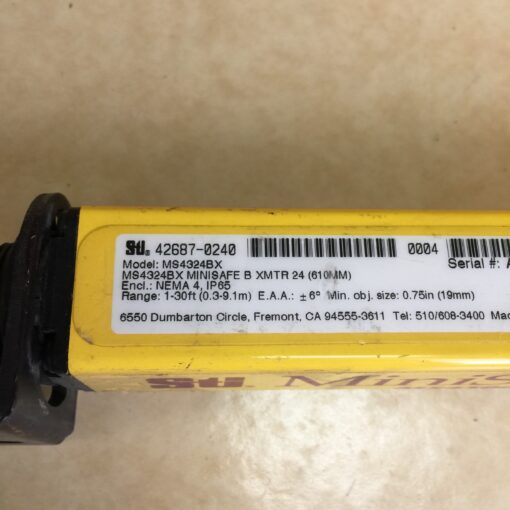 STI. 42687-0240 0004
Model: MS4324BX Serial #: A
MS4324BX MINISAFE B XMTR 24 (610MM)
Encl.: NEMA 4, IP65
Range: 1-30ft (0.3-9.1m) E.A.A.: ± 6° Min. obj. size: 0.75in (19mm)
6550 Dumbarton Circle, Fremont, CA 94555-3611 Tel: 510/608-3400 Mad
STI MiniS